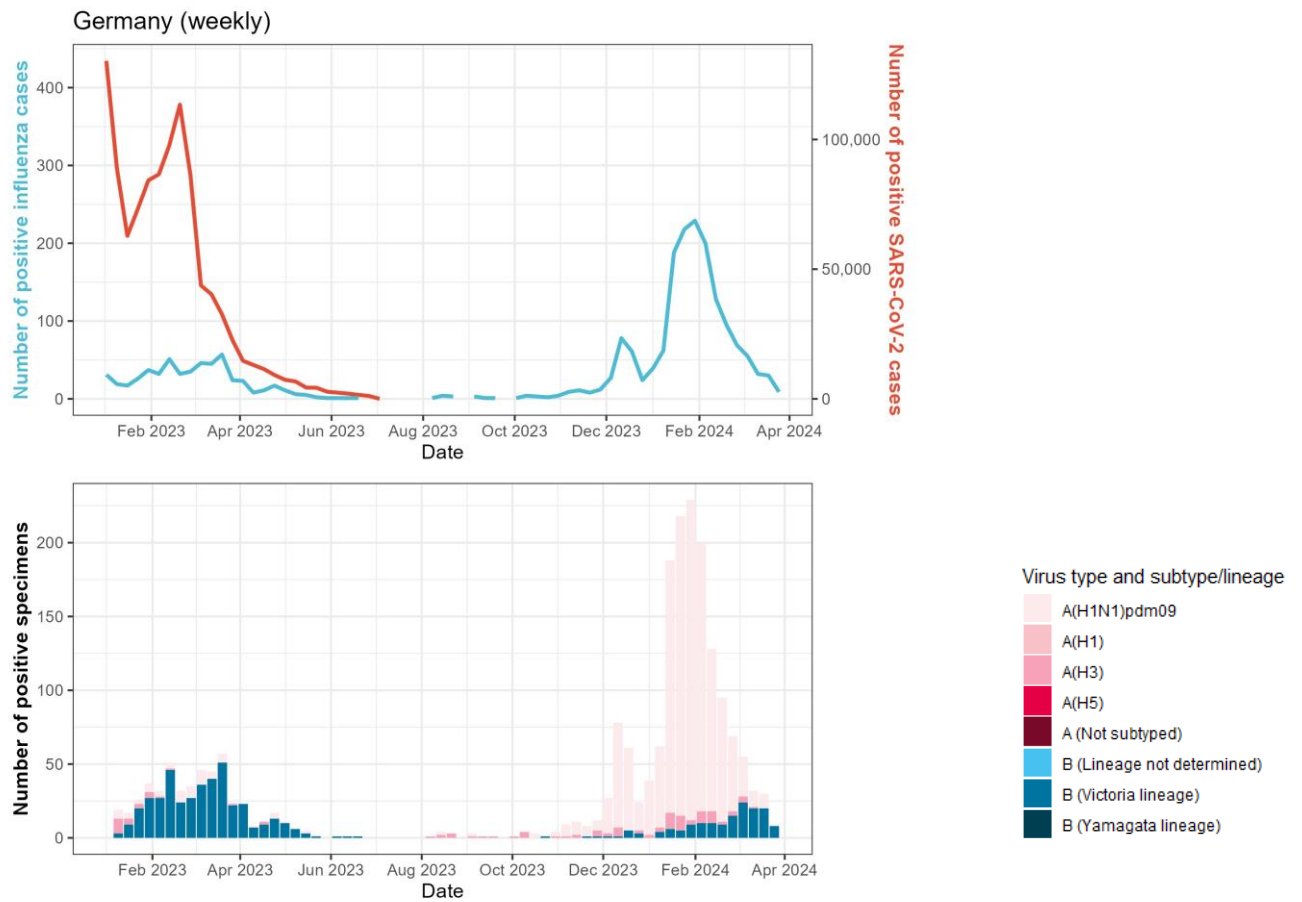 Germany (weekly)
Number of positive influenza cases
400
300
200
100
0
100,000
50,000
0
Number of positive SARS-CoV-2 cases
Feb 2023 Apr 2023 Jun 2023 Aug 2023 Oct 2023 Dec 2023 Feb 2024 Apr 2024
Date
Number of positive specimens
200
150
100
50
0
Feb 2023 Apr 2023 Jun 2023 Aug 2023 Oct 2023 Dec 2023 Feb 2024 Apr 2024
Date
Virus type and subtype/lineage
A(H1N1)pdm09
A(H1)
A(H3)
A(H5)
A (Not subtyped)
B (Lineage not determined)
B (Victoria lineage)
B (Yamagata lineage)